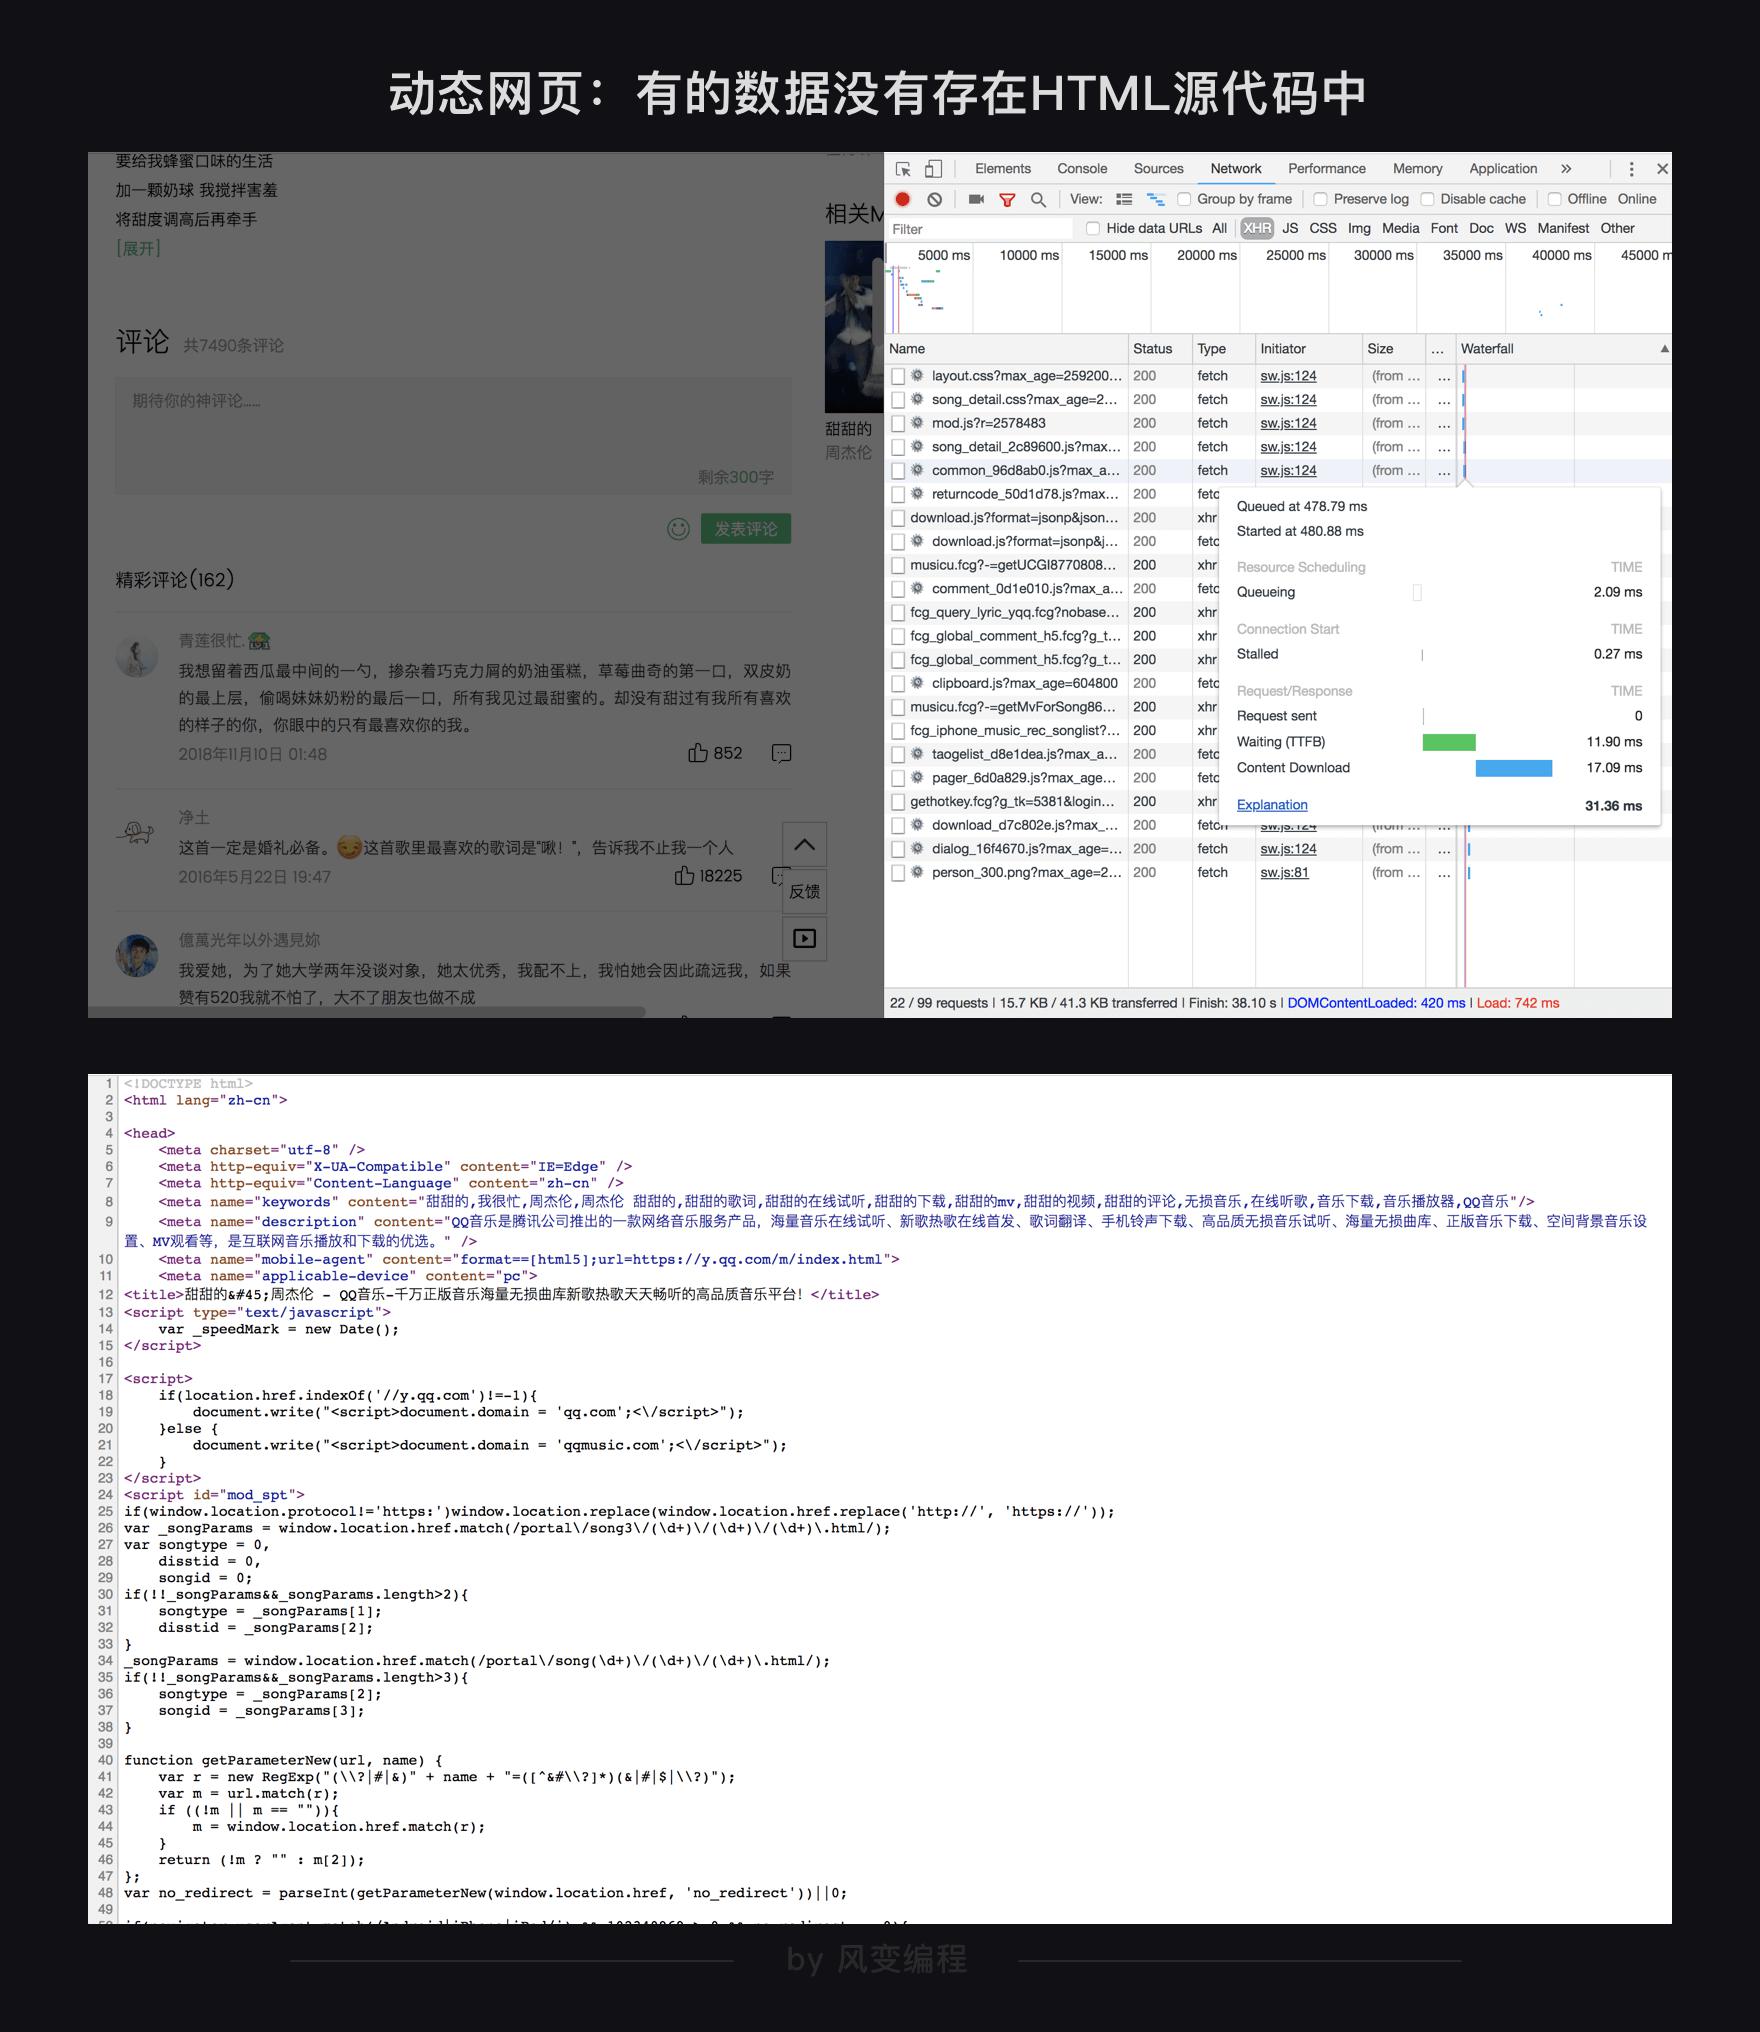 动态网页：有的数据没有存在HTML源代码中
要给我蜂蜜口味的生活
加一颗奶球 我搅拌害羞
将甜度调高后再牵手
[展开]
相关M
甜甜的
周杰伦
评论 共7490条评论
期待你的神评论……
剩余300字
发表评论
精彩评论(162)
青莲很忙.
我想留着西瓜最中间的一勺，掺杂着巧克力屑的奶油蛋糕，草莓曲奇的第一口，双皮奶
的最上层，偷喝妹妹奶粉的最后一口，所有我见过最甜蜜的。却没有甜过有我所有喜欢
的样子的你，你眼中的只有最喜欢你的我。
2018年11月10日 01:48 852
净土
这首一定是婚礼必备。😏这首歌里最喜欢的歌词是“啾！”，告诉我不止我一个人
2016年5月22日 19:47 18225
反馈
億萬光年以外遇見妳
我爱她，为了她大学两年没谈对象，她太优秀，我配不上，我怕她会因此疏远我，如果
赞有520我就不怕了，大不了朋友也做不成
Elements Console Sources Network Performance Memory Application »
View: Group by frame Preserve log Disable cache Offline Online
Filter Hide data URLs All XHR JS CSS Img Media Font Doc WS Manifest Other
5000 ms 10000 ms 15000 ms 20000 ms 25000 ms 30000 ms 35000 ms 40000 ms 45000 m
Name Status Type Initiator Size ... Waterfall
layout.css?max_age=259200... 200 fetch sw.js:124 (from ... ...
song_detail.css?max_age=2... 200 fetch sw.js:124 (from ... ...
mod.js?r=2578483 200 fetch sw.js:124 (from ... ...
song_detail_2c89600.js?max... 200 fetch sw.js:124 (from ... ...
common_96d8ab0.js?max_a... 200 fetch sw.js:124 (from ... ...
returncode_50d1d78.js?max... 200 fetc
download.js?format=jsonp&json... 200 xhr
download.js?format=jsonp&j... 200 fetc
musicu.fcg?-=getUCGI8770808... 200 xhr
comment_0d1e010.js?max_a... 200 fetc
fcg_query_lyric_yqq.fcg?nobase... 200 xhr
fcg_global_comment_h5.fcg?g_t... 200 xhr
fcg_global_comment_h5.fcg?g_t... 200 xhr
clipboard.js?max_age=604800 200 fetc
musicu.fcg?-=getMvForSong86... 200 xhr
fcg_iphone_music_rec_songlist?... 200 xhr
taogelist_d8e1dea.js?max_a... 200 fetc
pager_6d0a829.js?max_age... 200 fetc
gethotkey.fcg?g_tk=5381&login... 200 xhr
download_d7c802e.js?max_... 200 fetch sw.js:124 (from ... ...
dialog_16f4670.js?max_age=... 200 fetch sw.js:124 (from ... ...
person_300.png?max_age=2... 200 fetch sw.js:81 (from ... ...
Queued at 478.79 ms
Started at 480.88 ms
Resource Scheduling TIME
Queueing 2.09 ms
Connection Start TIME
Stalled 0.27 ms
Request/Response TIME
Request sent 0
Waiting (TTFB) 11.90 ms
Content Download 17.09 ms
Explanation 31.36 ms
22 / 99 requests | 15.7 KB / 41.3 KB transferred | Finish: 38.10 s | DOMContentLoaded: 420 ms | Load: 742 ms
1 <!DOCTYPE html>
2 <html lang="zh-cn">
3
4 <head>
5 <meta charset="utf-8" />
6 <meta http-equiv="X-UA-Compatible" content="IE=Edge" />
7 <meta http-equiv="Content-Language" content="zh-cn" />
8 <meta name="keywords" content="甜甜的,我很忙,周杰伦,周杰伦 甜甜的,甜甜的歌词,甜甜的在线试听,甜甜的下载,甜甜的mv,甜甜的视频,甜甜的评论,无损音乐,在线听歌,音乐下载,音乐播放器,QQ音乐"/>
9 <meta name="description" content="QQ音乐是腾讯公司推出的一款网络音乐服务产品，海量音乐在线试听、新歌热歌在线首发、歌词翻译、手机铃声下载、高品质无损音乐试听、海量无损曲库、正版音乐下载、空间背景音乐设
置、MV观看等，是互联网音乐播放和下载的优选。" />
10 <meta name="mobile-agent" content="format==[html5];url=https://y.qq.com/m/index.html">
11 <meta name="applicable-device" content="pc">
12 <title>甜甜的&#45;周杰伦 - QQ音乐-千万正版音乐海量无损曲库新歌热歌天天畅听的高品质音乐平台！</title>
13 <script type="text/javascript">
14 var _speedMark = new Date();
15 </script>
16
17 <script>
18 if(location.href.indexOf('//y.qq.com')!=-1){
19 document.write("<script>document.domain = 'qq.com';<\/script>");
20 }else {
21 document.write("<script>document.domain = 'qqmusic.com';<\/script>");
22 }
23 </script>
24 <script id="mod_spt">
25 if(window.location.protocol!='https:')window.location.replace(window.location.href.replace('http://', 'https://'));
26 var _songParams = window.location.href.match(/portal\/song3\/(\d+)\/(\d+)\/(\d+)\.html/);
27 var songtype = 0,
28 disstid = 0,
29 songid = 0;
30 if(!!_songParams&&_songParams.length>2){
31 songtype = _songParams[1];
32 disstid = _songParams[2];
33 }
34 _songParams = window.location.href.match(/portal\/song(\d+)\/(\d+)\/(\d+)\.html/);
35 if(!!_songParams&&_songParams.length>3){
36 songtype = _songParams[2];
37 songid = _songParams[3];
38 }
39
40 function getParameterNew(url, name) {
41 var r = new RegExp("(\\?|#|&)" + name + "=([^&#\\?]*)(&|#|$|\\?)");
42 var m = url.match(r);
43 if ((!m || m == "")){
44 m = window.location.href.match(r);
45 }
46 return (!m ? "" : m[2]);
47 };
48 var no_redirect = parseInt(getParameterNew(window.location.href, 'no_redirect'))||0;
49
by 风变编程